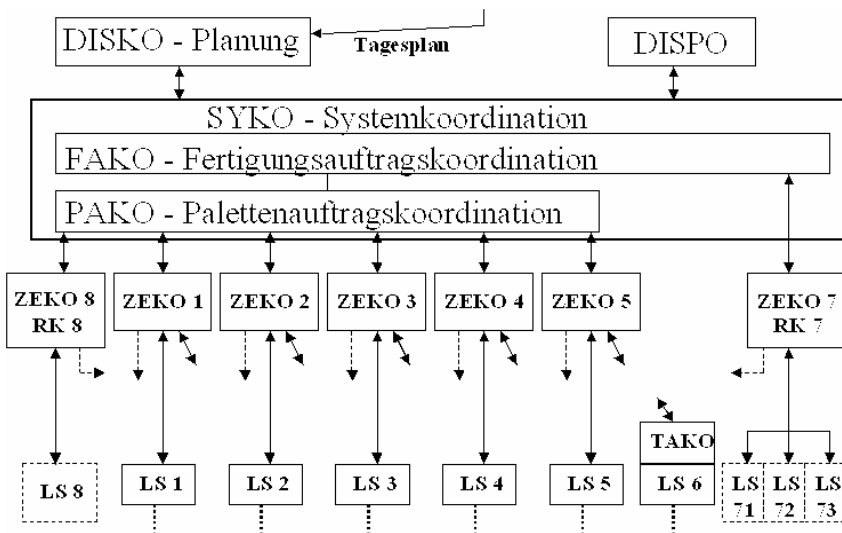 DISKO - Planung
Tagesplan
DISPO
SYKO - Systemkoordination
FAKO - Fertigungsauftragskoordination
PAKO - Palettenauftragskoordination
ZEKO 8
RK 8
ZEKO 1
ZEKO 2
ZEKO 3
ZEKO 4
ZEKO 5
ZEKO 7
RK 7
TAKO
LS 8
LS 1
LS 2
LS 3
LS 4
LS 5
LS 6
LS
71
LS
72
LS
73